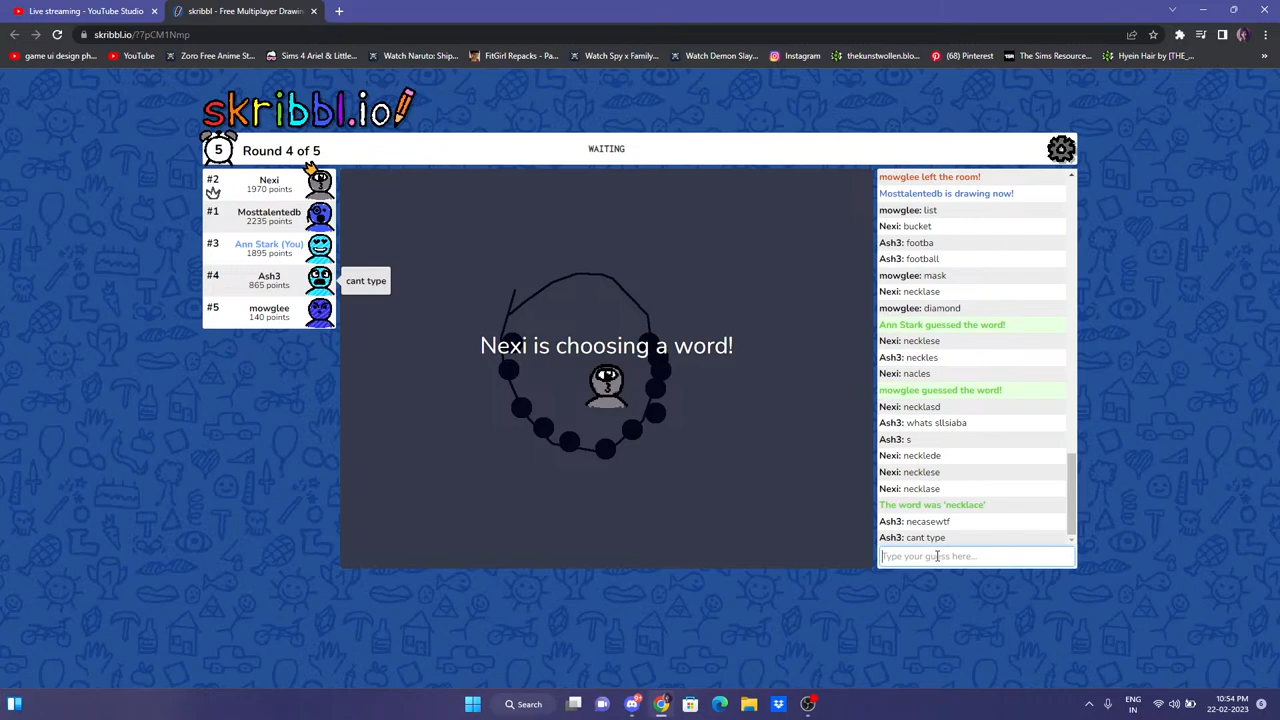 Live streaming - YouTube Studio
skribbl - Free Multiplayer Drawin
skribbl.io/?7pCM1Nmp
game ui design ph...
YouTube
Zoro Free Anime St...
Sims 4 Ariel & Little...
Watch Naruto: Ship...
FitGirl Repacks - Pa...
Watch Spy x Family...
Watch Demon Slay...
Instagram
thekunstwollen.blo...
(68) Pinterest
The Sims Resource...
Hyein Hair by [THE_...
skribbl.io
5
Round 4 of 5
WAITING
#2
Nexi
1970 points
#1
Mosttalentedb
2235 points
#3
Ann Stark (You)
1895 points
#4
Ash3
865 points
#5
mowglee
140 points
cant type
Nexi is choosing a word!
mowglee left the room!
Mosttalentedb is drawing now!
mowglee: list
Nexi: bucket
Ash3: footba
Ash3: football
mowglee: mask
Nexi: necklase
mowglee: diamond
Ann Stark guessed the word!
Nexi: necklese
Ash3: neckles
Nexi: nacles
mowglee guessed the word!
Nexi: necklasd
Ash3: whats sllsiaba
Ash3: s
Nexi: necklede
Nexi: necklese
Nexi: necklase
The word was 'necklace'
Ash3: necasewtf
Ash3: cant type
Type your guess here...
Search
ENG
IN
10:54 PM
22-02-2023